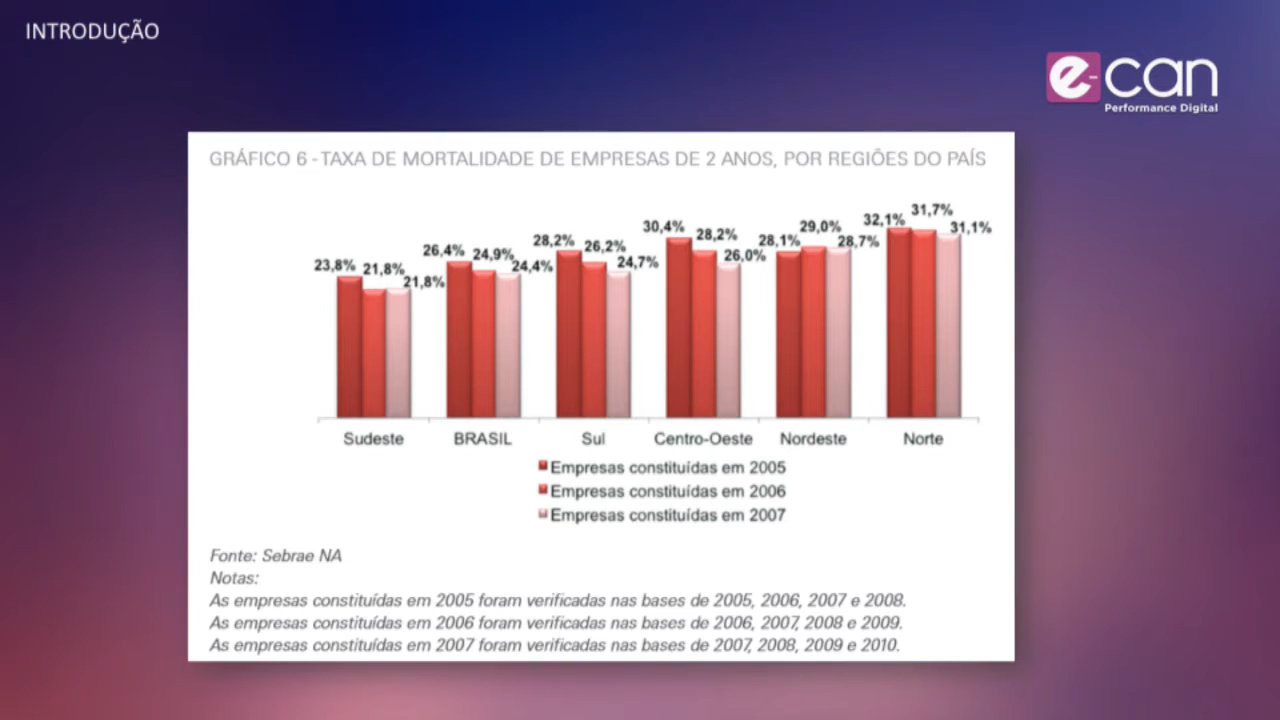 INTRODUÇÃO
e-can
Performance Digital
GRÁFICO 6 - TAXA DE MORTALIDADE DE EMPRESAS DE 2 ANOS, POR REGIÕES DO PAÍS
23,8% 21,8% 21,8%
26,4% 24,9% 24,4%
28,2% 26,2% 24,7%
30,4% 28,2% 26,0%
28,1% 29,0% 28,7%
32,1% 31,7% 31,1%
Sudeste BRASIL Sul Centro-Oeste Nordeste Norte
Empresas constituídas em 2005
Empresas constituídas em 2006
Empresas constituídas em 2007
Fonte: Sebrae NA
Notas:
As empresas constituídas em 2005 foram verificadas nas bases de 2005, 2006, 2007 e 2008.
As empresas constituídas em 2006 foram verificadas nas bases de 2006, 2007, 2008 e 2009.
As empresas constituídas em 2007 foram verificadas nas bases de 2007, 2008, 2009 e 2010.